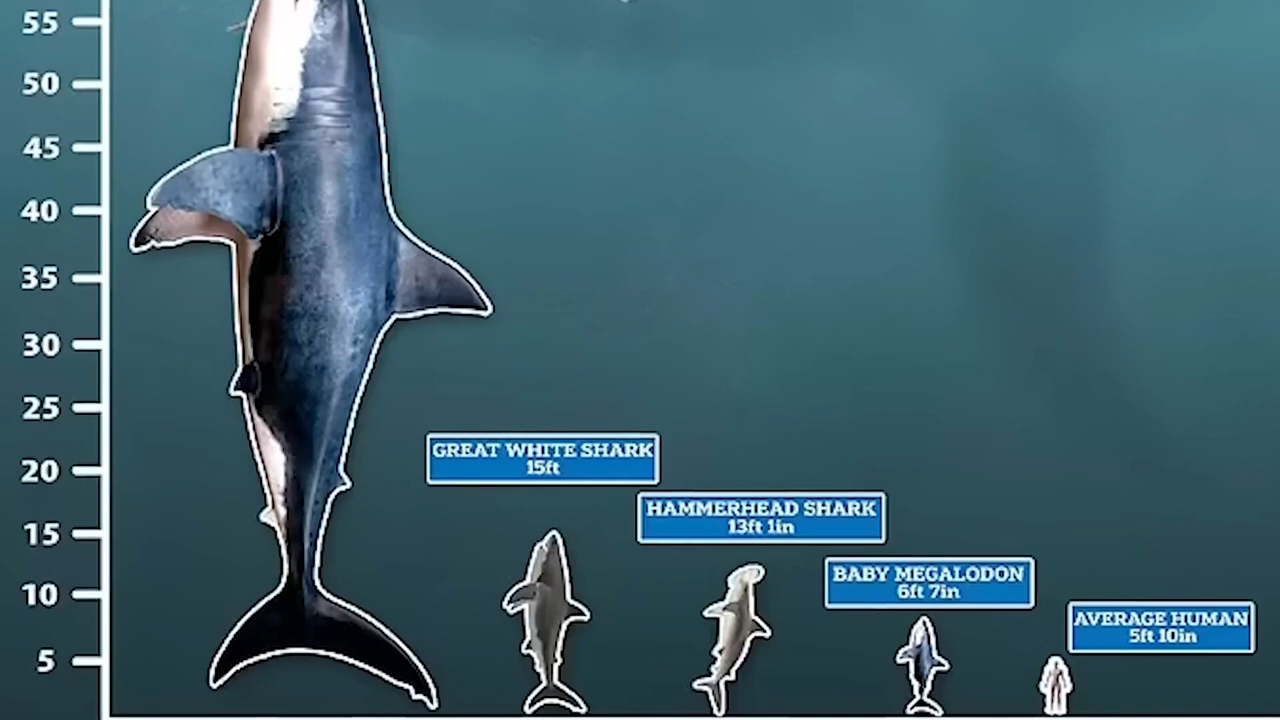 55
50
45
40
35
30
25
20
15
10
5
GREAT WHITE SHARK
15ft
HAMMERHEAD SHARK
13ft 1in
BABY MEGALODON
6ft 7in
AVERAGE HUMAN
5ft 10in